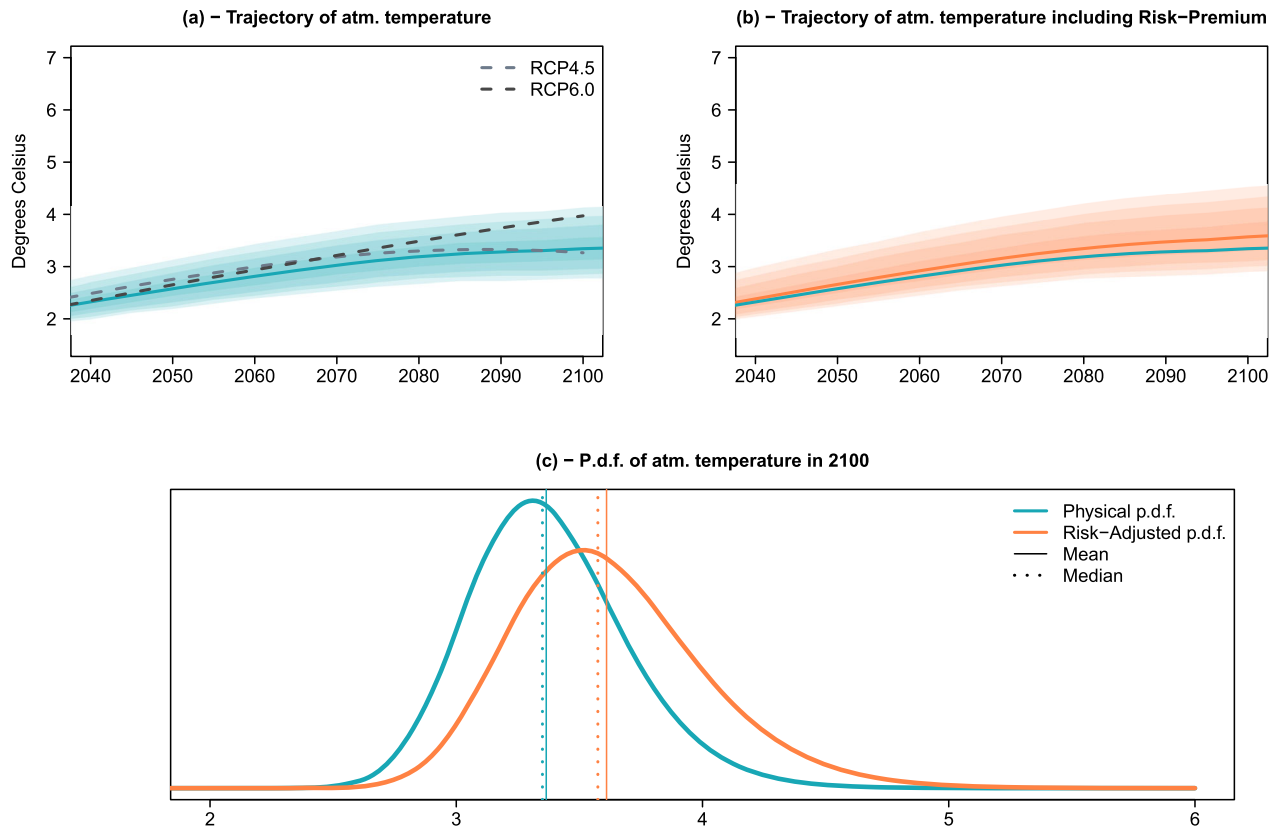 (a) − Trajectory of atm. temperature
Degrees Celsius
7
6
5
4
3
2
RCP4.5
RCP6.0
2040 2050 2060 2070 2080 2090 2100
(b) − Trajectory of atm. temperature including Risk−Premium
Degrees Celsius
7
6
5
4
3
2
2040 2050 2060 2070 2080 2090 2100
(c) − P.d.f. of atm. temperature in 2100
Physical p.d.f.
Risk−Adjusted p.d.f.
Mean
Median
2 3 4 5 6